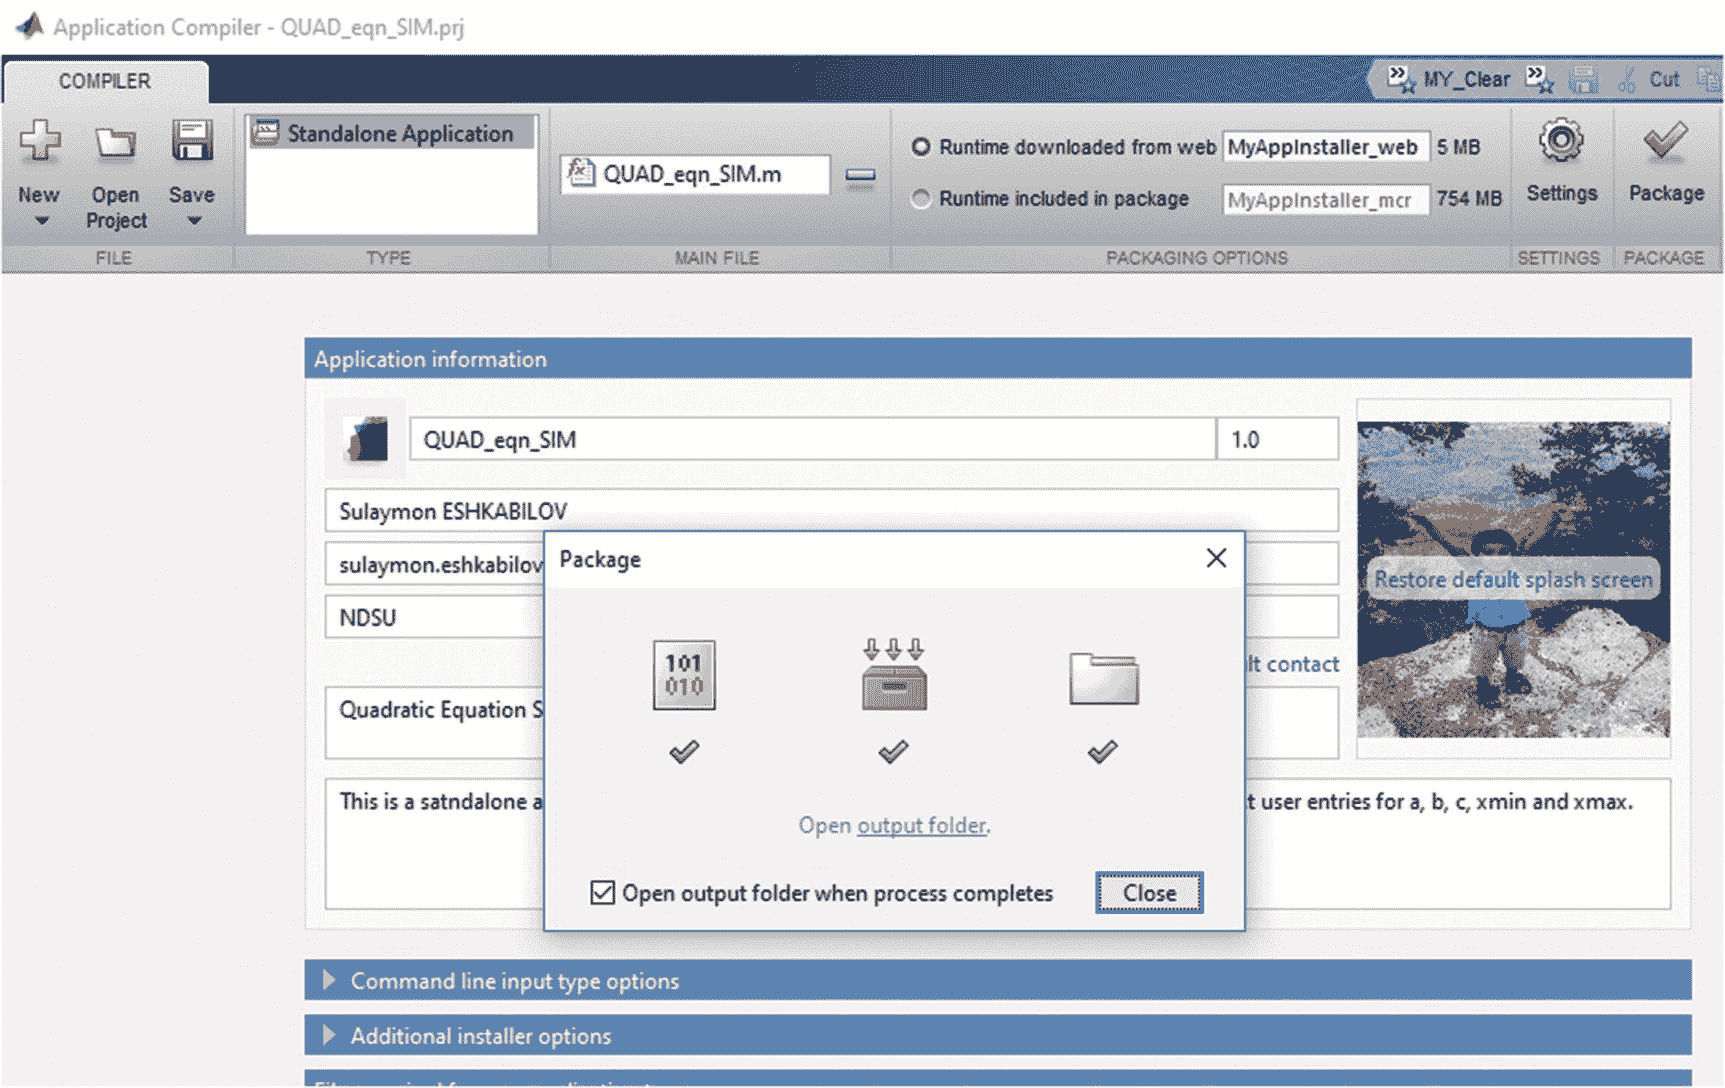 Application Compiler - QUAD_eqn_SIM.prj
COMPILER
MY_Clear
Cut
New
Open
Project
Save
Standalone Application
QUAD_eqn_SIM.m
Runtime downloaded from web MyAppInstaller_web 5 MB
Runtime included in package MyAppInstaller_mcr 754 MB
Settings
Package
FILE TYPE MAIN FILE PACKAGING OPTIONS SETTINGS PACKAGE
Application information
QUAD_eqn_SIM 1.0
Sulaymon ESHKABILOV
sulaymon.eshkabilov
NDSU
lt contact
Restore default splash screen
Quadratic Equation S
This is a satndalone a
t user entries for a, b, c, xmin and xmax.
Package
101
010
Open output folder.
Open output folder when process completes
Close
Command line input type options
Additional installer options